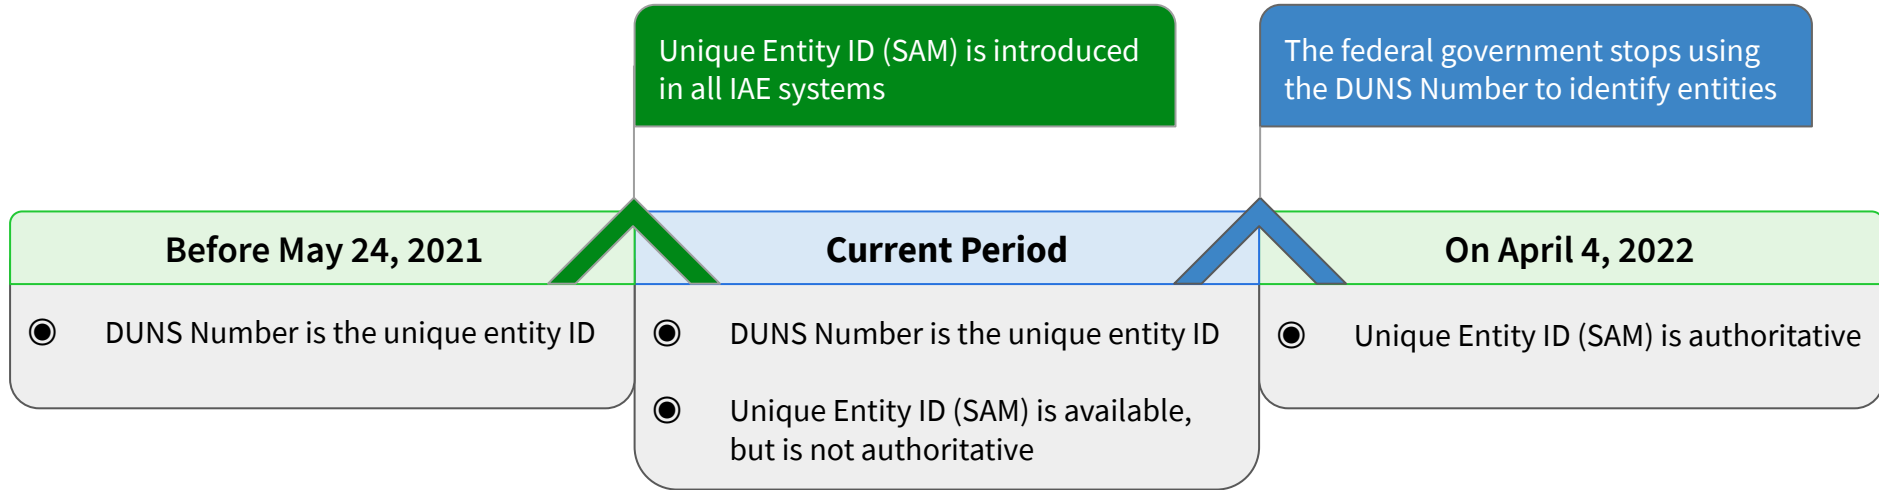 Unique Entity ID (SAM) is introduced
in all IAE systems
The federal government stops using
the DUNS Number to identify entities
Before May 24, 2021
DUNS Number is the unique entity ID
Current Period
DUNS Number is the unique entity ID
Unique Entity ID (SAM) is available,
but is not authoritative
On April 4, 2022
Unique Entity ID (SAM) is authoritative